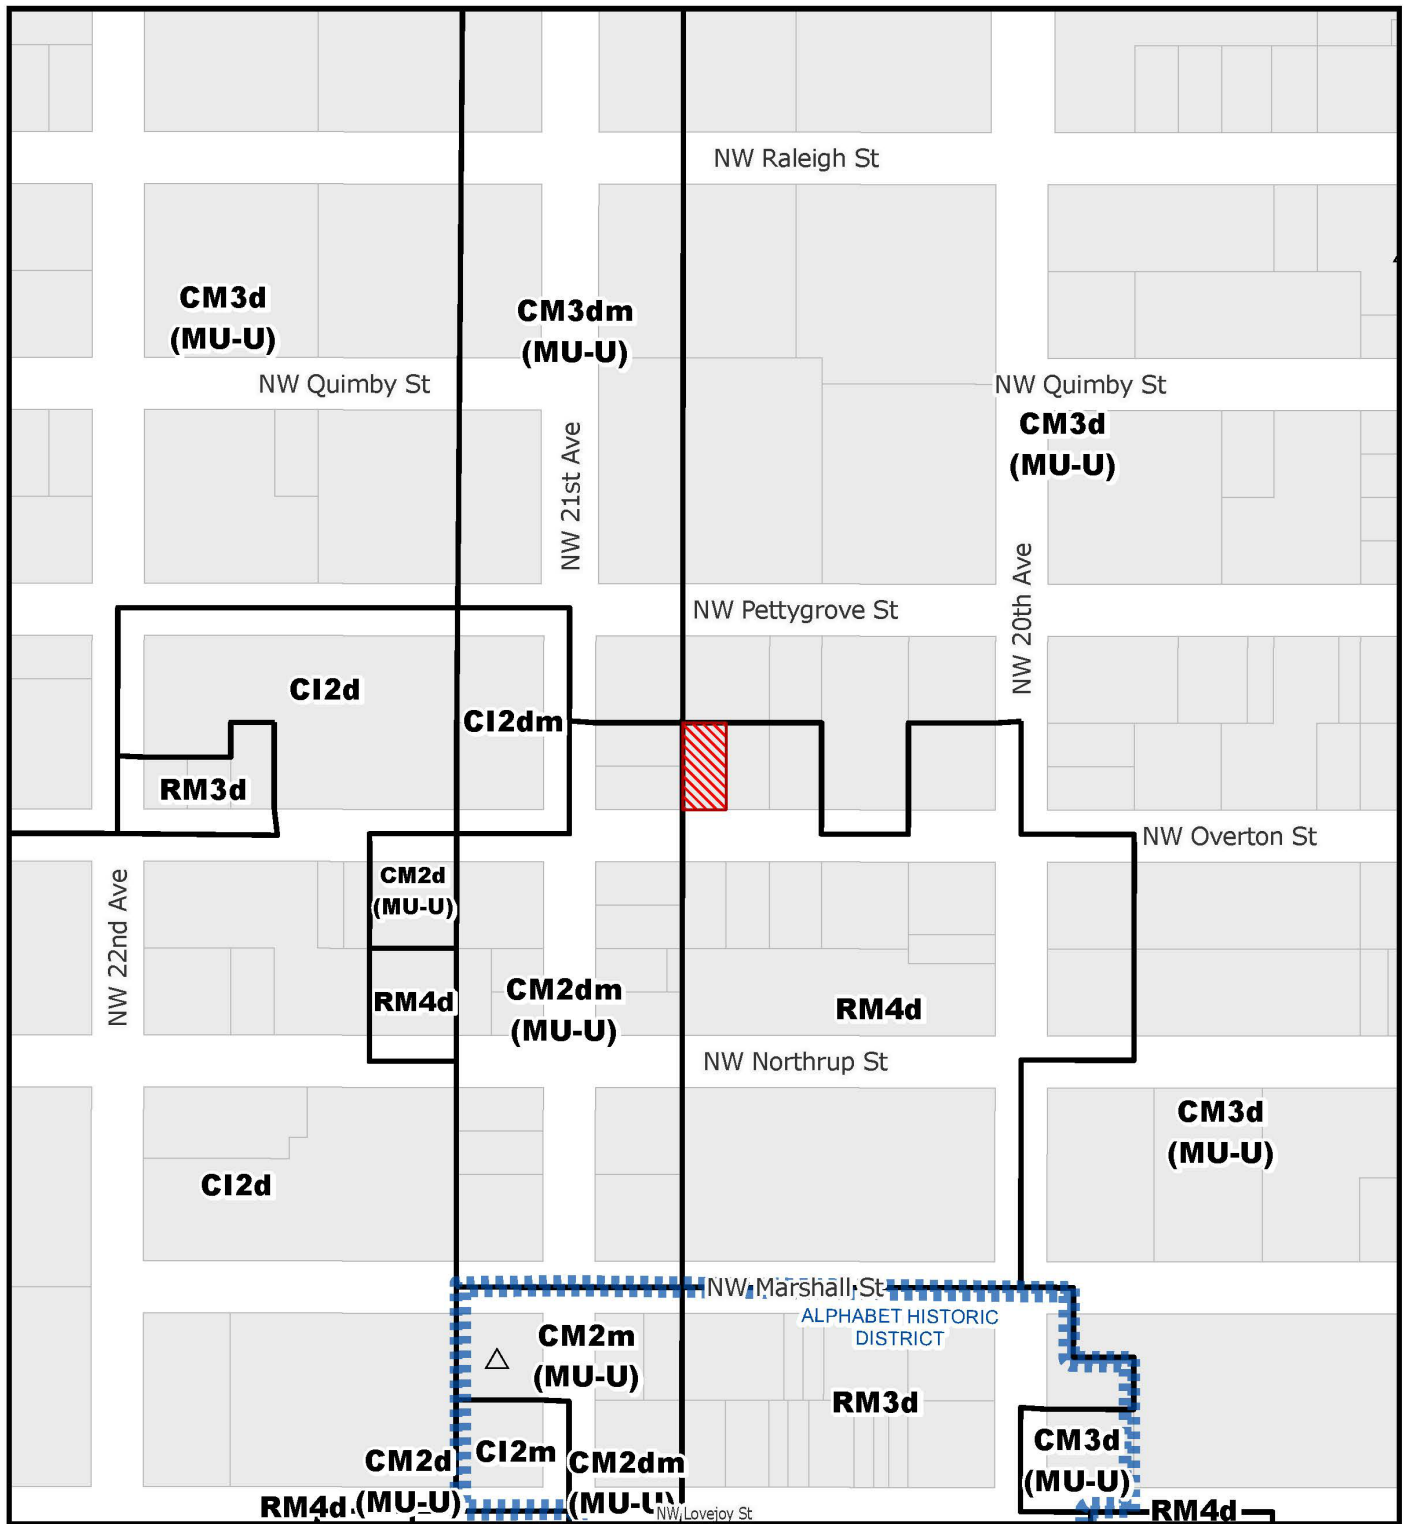 NW Raleigh St
CM3d
(MU-U)
CM3dm
(MU-U)
NW Quimby St
NW Quimby St
CM3d
(MU-U)
NW 21st Ave
NW 20th Ave
NW Pettygrove St
CI2d
CI2dm
RM3d
NW Overton St
CM2d
(MU-U)
NW 22nd Ave
RM4d
CM2dm
(MU-U)
RM4d
NW Northrup St
CM3d
(MU-U)
CI2d
NW Marshall St
ALPHABET HISTORIC
DISTRICT
CM2m
(MU-U)
RM3d
CM3d
(MU-U)
CI2m
CM2d
(MU-U)
CM2dm
(MU-U)
RM4d
NW Lovejoy St
RM4d